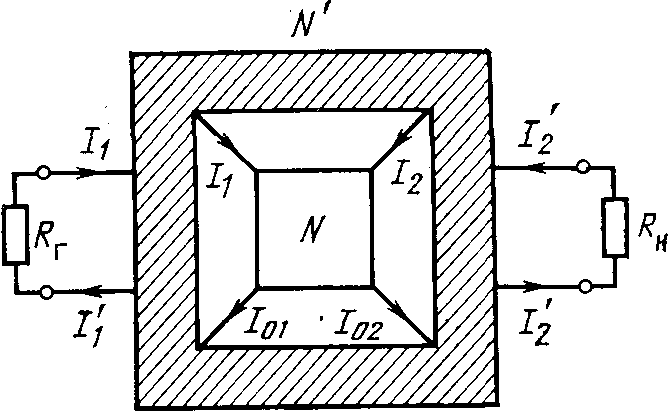 N′
I1 I2′
I1 I2
Rг N Rн
I01 I02
I1′ I2′